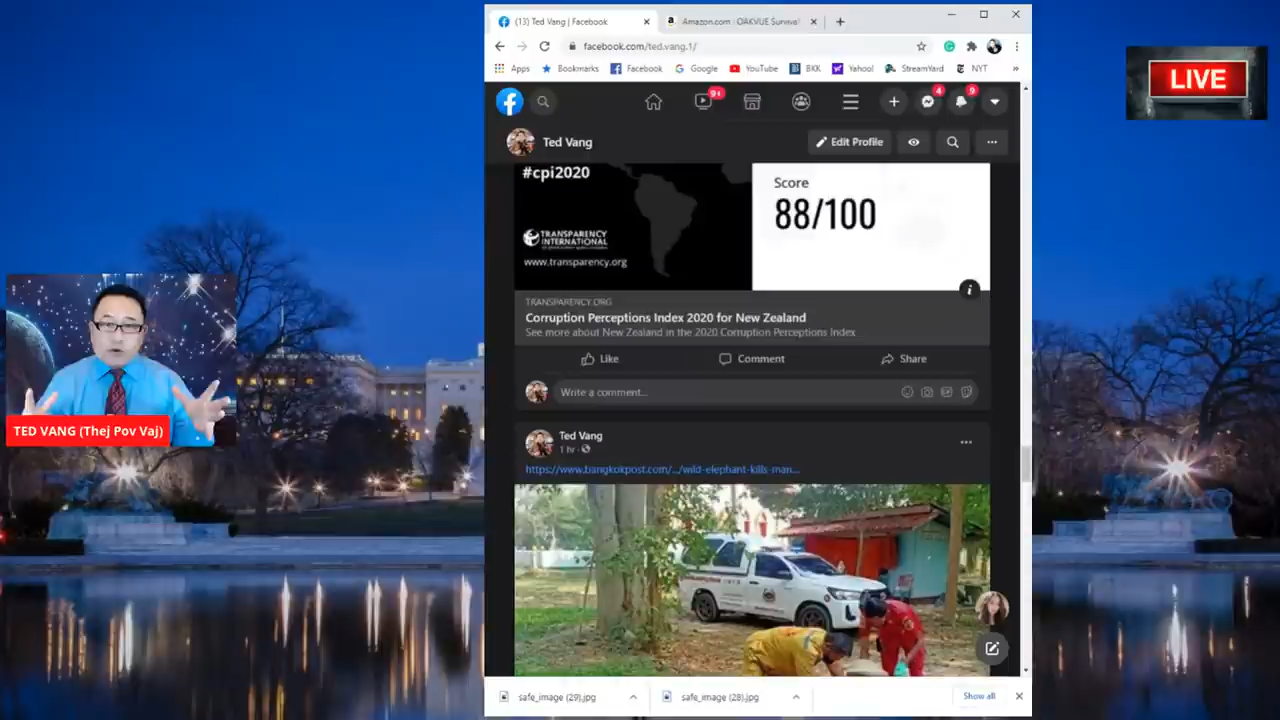 (13) Ted Vang | Facebook
Amazon.com : OAKVUE Survival
facebook.com/ted.vang.1/
Apps Bookmarks Facebook Google YouTube BKK Yahoo! StreamYard NYT »
LIVE
9+
4
9
Ted Vang
Edit Profile
#cpi2020
TRANSPARENCY
INTERNATIONAL
www.transparency.org
Score
88/100
TRANSPARENCY.ORG
Corruption Perceptions Index 2020 for New Zealand
See more about New Zealand in the 2020 Corruption Perceptions Index
Like Comment Share
Write a comment...
Ted Vang
1 hr ·
https://www.bangkokpost.com/.../wild-elephant-kills-man...
TED VANG (Thej Pov Vaj)
safe_image (29).jpg
safe_image (28).jpg
Show all